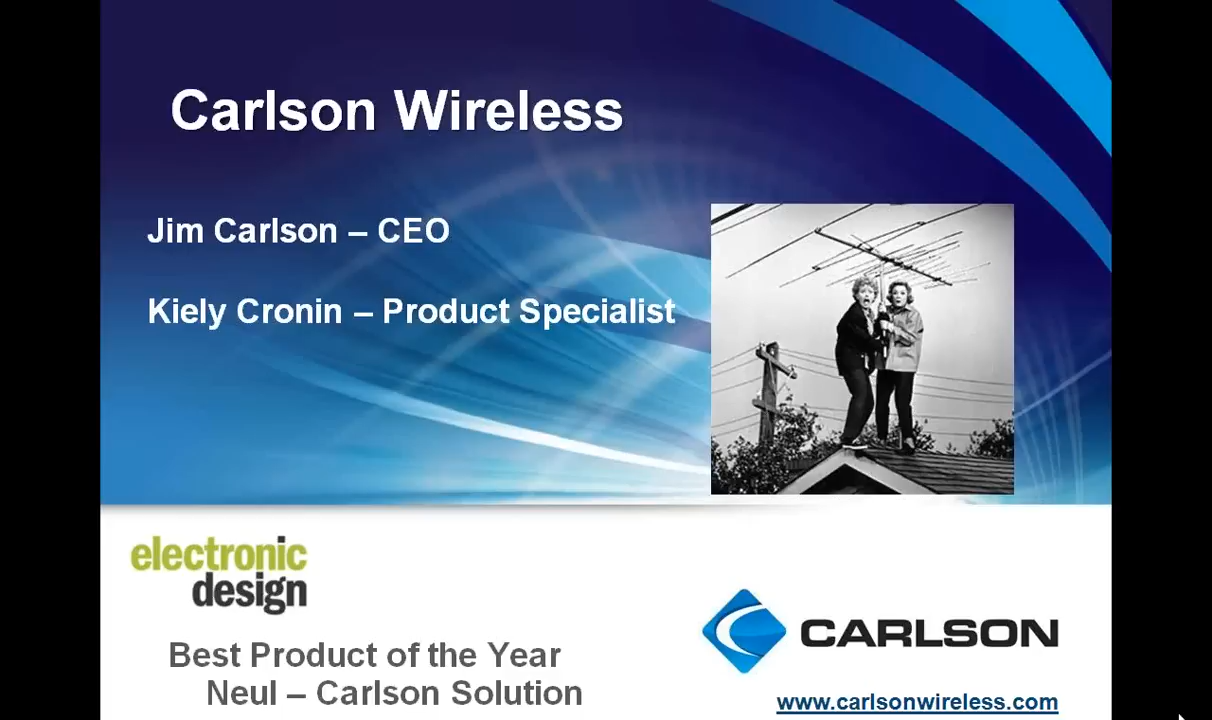 Carlson Wireless
Jim Carlson – CEO
Kiely Cronin – Product Specialist
electronic
design
Best Product of the Year
Neul – Carlson Solution
CARLSON
www.carlsonwireless.com